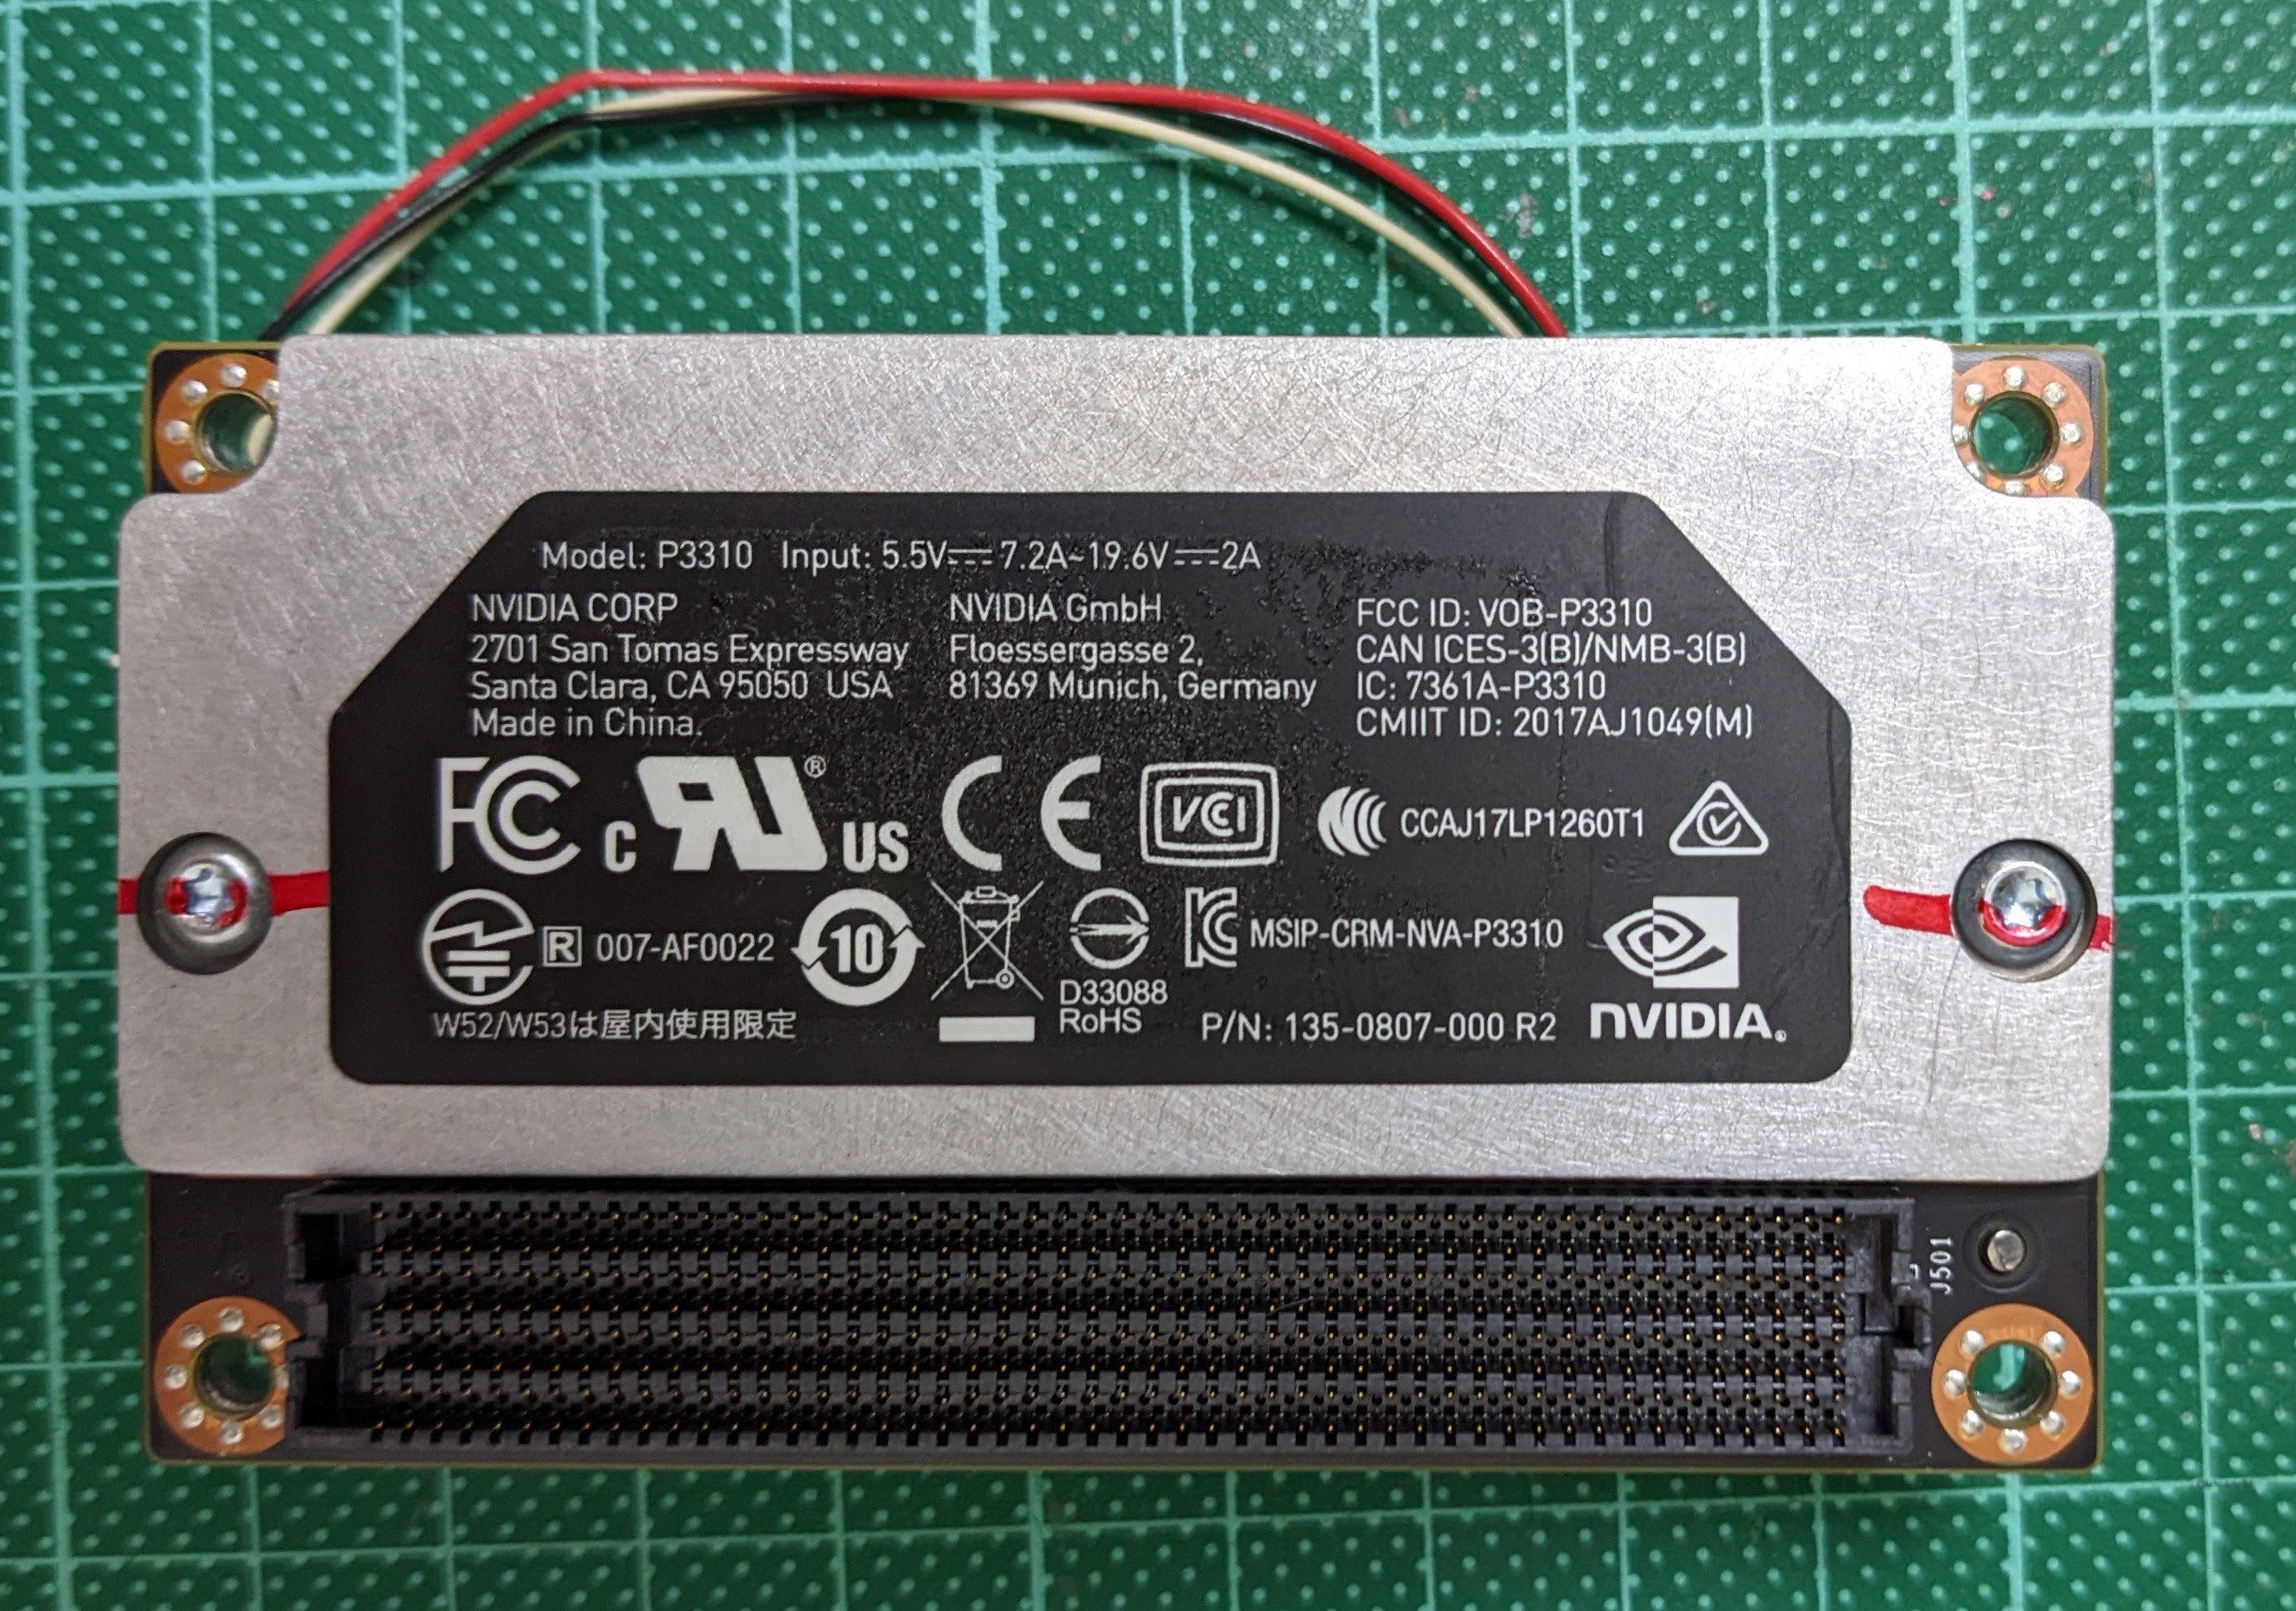 Model: P3310 Input: 5.5V⎓7.2A~19.6V⎓2A
NVIDIA CORP
2701 San Tomas Expressway
Santa Clara, CA 95050 USA
Made in China.
NVIDIA GmbH
Floessergasse 2,
81369 Munich, Germany
FCC ID: VOB-P3310
CAN ICES-3(B)/NMB-3(B)
IC: 7361A-P3310
CMIIT ID: 2017AJ1049(M)
FC C UR® US CE VCCI CCAJ17LP1260T1
R 007-AF0022 10 KC MSIP-CRM-NVA-P3310
D33088
RoHS
W52/W53は屋内使用限定
P/N: 135-0807-000 R2
NVIDIA®
J501